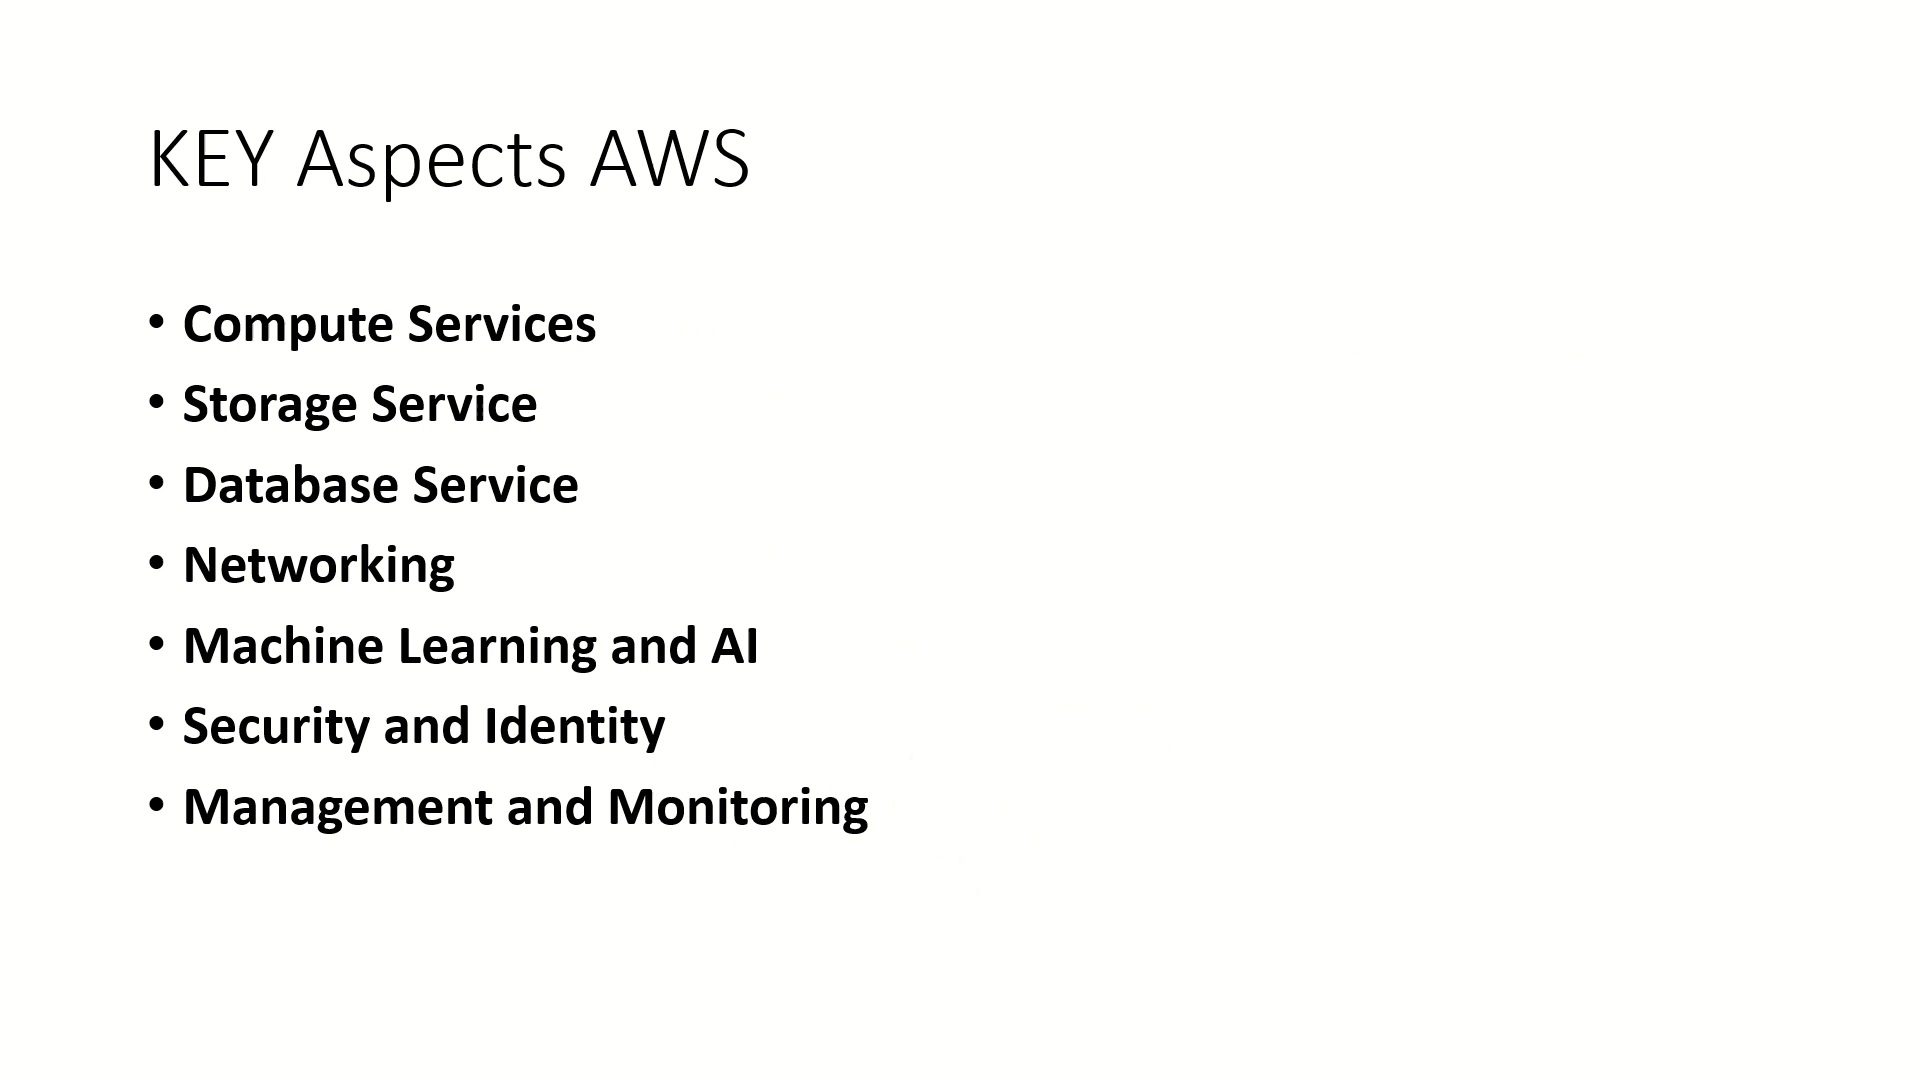 KEY Aspects AWS
• Compute Services
• Storage Service
• Database Service
• Networking
• Machine Learning and AI
• Security and Identity
• Management and Monitoring